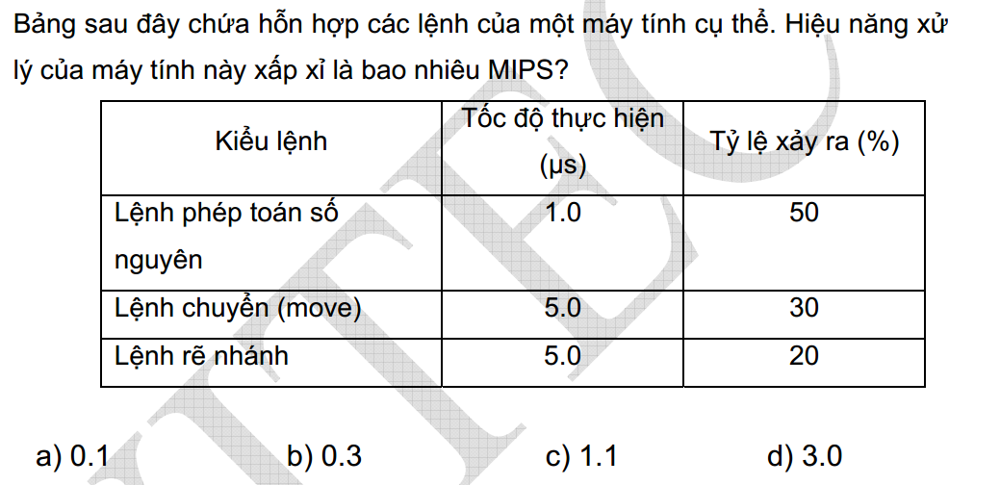 Bảng sau đây chứa hỗn hợp các lệnh của một máy tính cụ thể. Hiệu năng xử
lý của máy tính này xấp xỉ là bao nhiêu MIPS?
Kiểu lệnh Tốc độ thực hiện (μs) Tỷ lệ xảy ra (%)
Lệnh phép toán số nguyên 1.0 50
Lệnh chuyển (move) 5.0 30
Lệnh rẽ nhánh 5.0 20
a) 0.1 b) 0.3 c) 1.1 d) 3.0